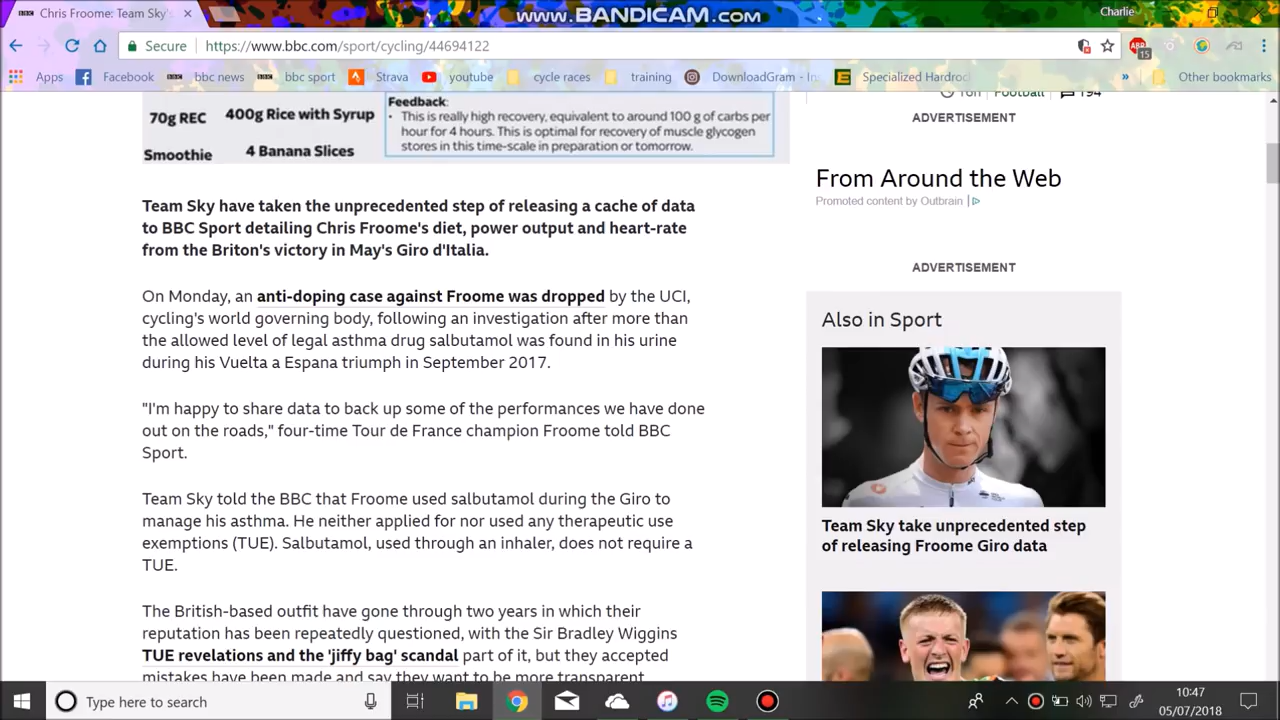 Chris Froome: Team Sky's
www.BANDICAM.com
Charlie
Secure
https://www.bbc.com/sport/cycling/44694122
15
Apps
Facebook
bbc news
bbc sport
Strava
youtube
cycle races
training
DownloadGram - In
Specialized Hardroc
»
Other bookmarks
70g REC
Smoothie
400g Rice with Syrup
4 Banana Slices
Feedback:
• This is really high recovery, equivalent to around 100 g of carbs per
hour for 4 hours. This is optimal for recovery of muscle glycogen
stores in this time-scale in preparation or tomorrow.
Team Sky have taken the unprecedented step of releasing a cache of data
to BBC Sport detailing Chris Froome's diet, power output and heart-rate
from the Briton's victory in May's Giro d'Italia.
On Monday, an anti-doping case against Froome was dropped by the UCI,
cycling's world governing body, following an investigation after more than
the allowed level of legal asthma drug salbutamol was found in his urine
during his Vuelta a Espana triumph in September 2017.
"I'm happy to share data to back up some of the performances we have done
out on the roads," four-time Tour de France champion Froome told BBC
Sport.
Team Sky told the BBC that Froome used salbutamol during the Giro to
manage his asthma. He neither applied for nor used any therapeutic use
exemptions (TUE). Salbutamol, used through an inhaler, does not require a
TUE.
The British-based outfit have gone through two years in which their
reputation has been repeatedly questioned, with the Sir Bradley Wiggins
TUE revelations and the 'jiffy bag' scandal part of it, but they accepted
mistakes have been made and say they want to be more transparent
Football
194
ADVERTISEMENT
From Around the Web
Promoted content by Outbrain
ADVERTISEMENT
Also in Sport
Team Sky take unprecedented step
of releasing Froome Giro data
Type here to search
10:47
05/07/2018